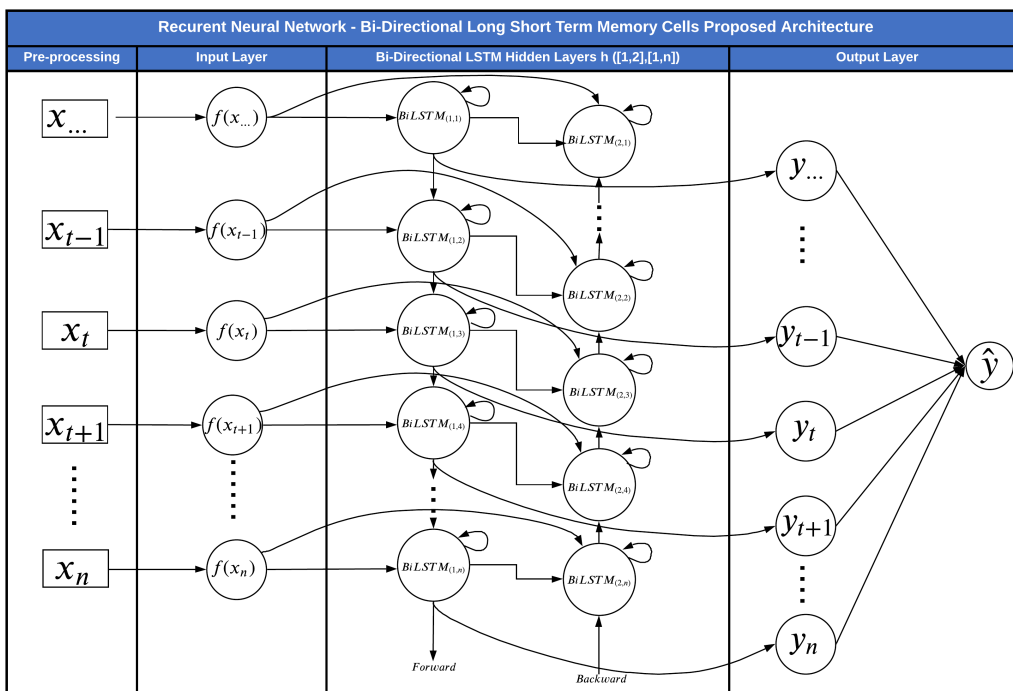 Recurent Neural Network - Bi-Directional Long Short Term Memory Cells Proposed Architecture
Pre-processing Input Layer Bi-Directional LSTM Hidden Layers h ([1,2],[1,n]) Output Layer
x... f(x...) BiLSTM(1,1) BiLSTM(2,1)
y...
xt−1 f(xt−1) BiLSTM(1,2)
BiLSTM(2,2)
xt f(xt) BiLSTM(1,3) yt−1
ŷ
BiLSTM(2,3)
xt+1 f(xt+1) BiLSTM(1,4) yt
BiLSTM(2,4)
yt+1
xn f(xn) BiLSTM(1,n) BiLSTM(2,n)
yn
Forward
Backward